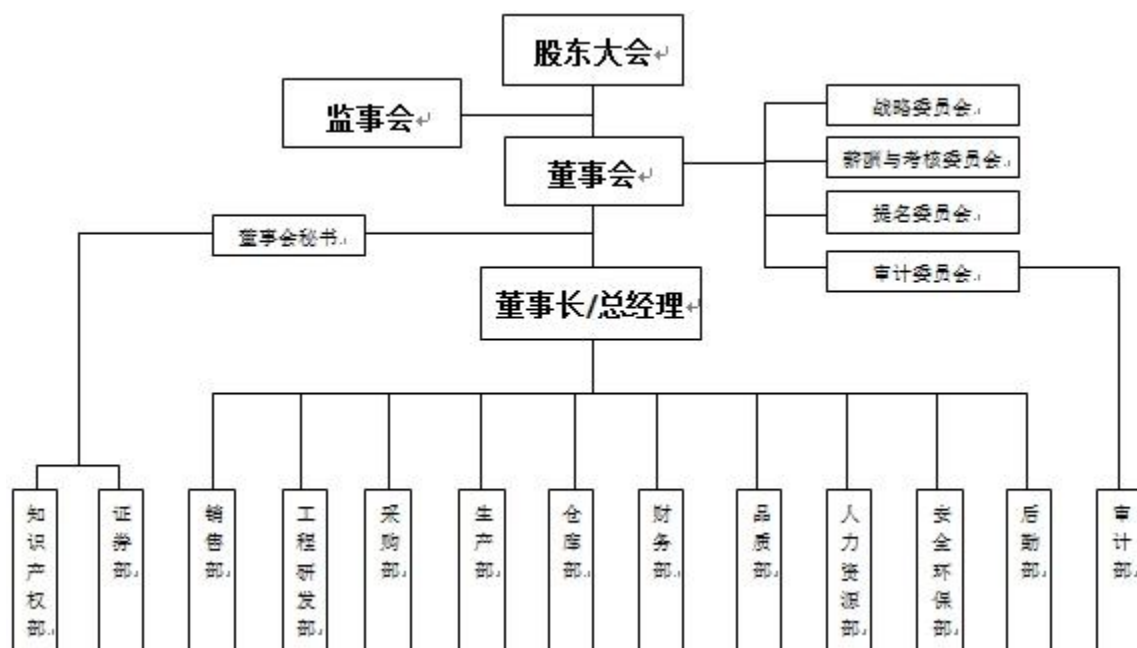 股东大会
监事会
战略委员会
薪酬与考核委员会
董事会
提名委员会
董事会秘书
审计委员会
董事长/总经理
知识产权部
证券部
销售部
工程研发部
采购部
生产部
仓库部
财务部
品质部
人力资源部
安全环保部
后勤部
审计部